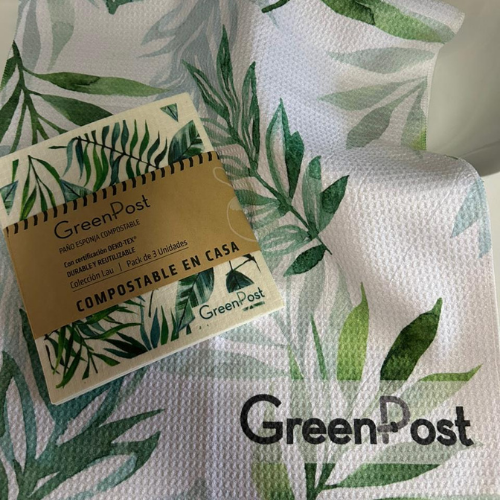 GreenPost
PAÑO ESPONJA COMPOSTABLE
Con certificación OEKO TEX®
DURABLE Y REUTILIZABLE
Colección Lau | Pack de 3 Unidades
COMPOSTABLE EN CASA
GreenPost
GreenPost